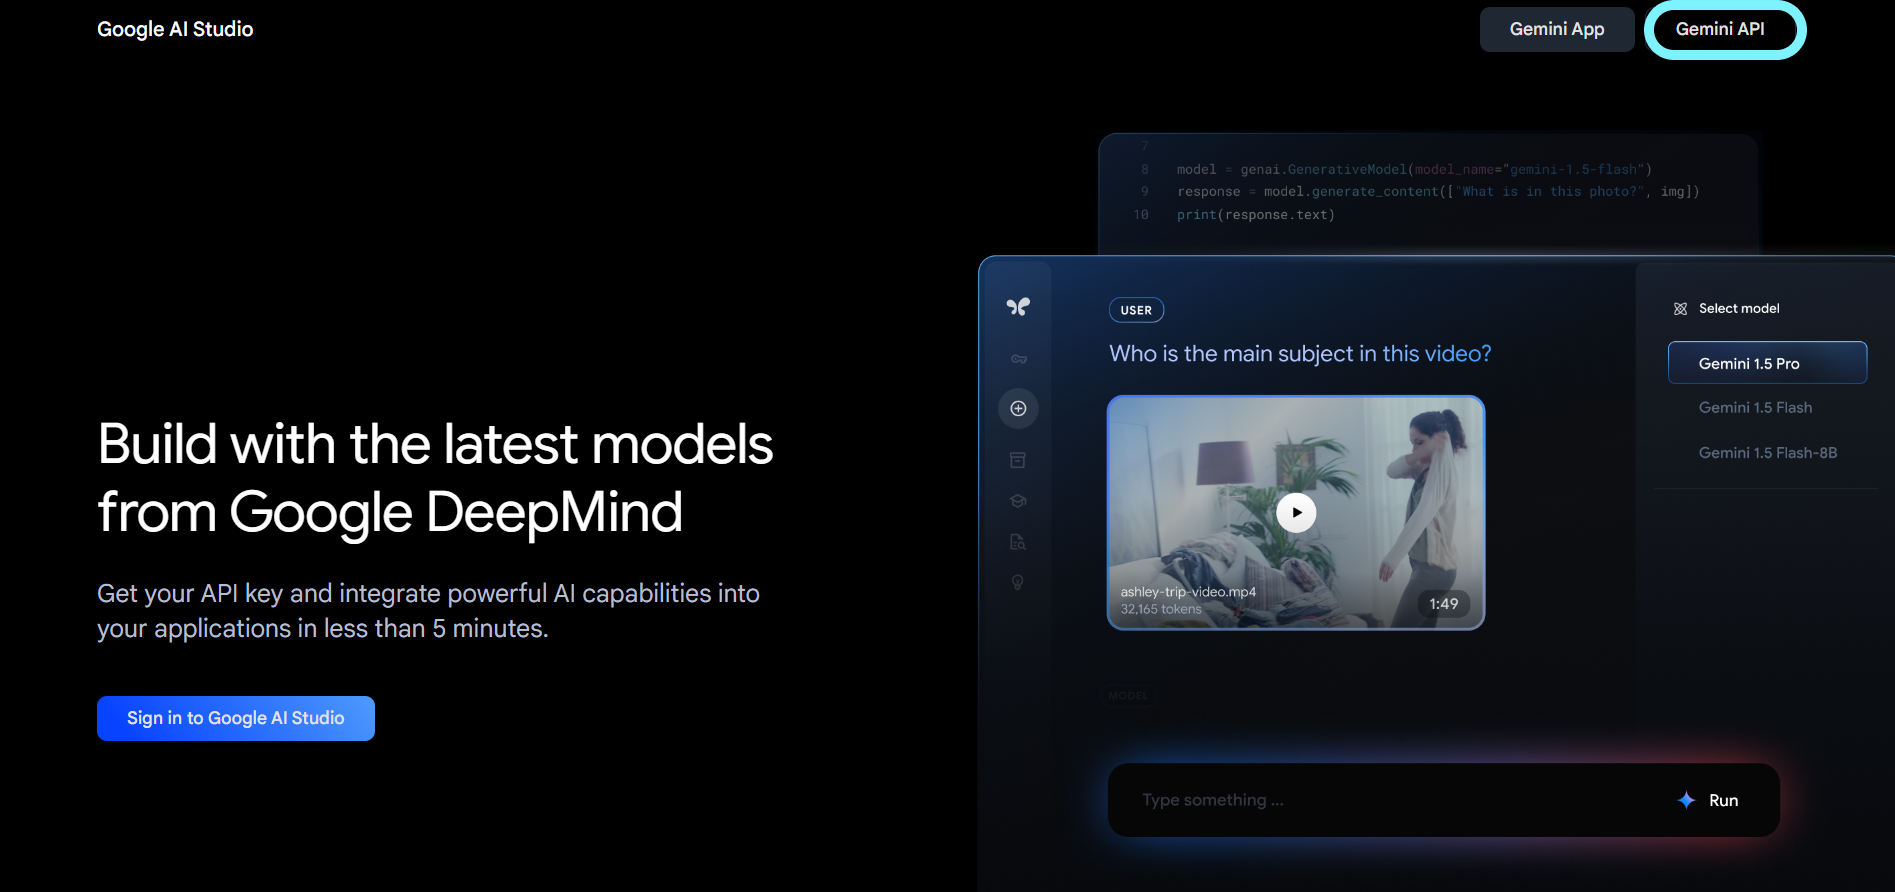 Google AI Studio
Gemini App
Gemini API
7
8 model = genai.GenerativeModel(model_name="gemini-1.5-flash")
9 response = model.generate_content(["What is in this photo?", img])
10 print(response.text)
USER
Who is the main subject in this video?
ashley-trip-video.mp4
32,165 tokens
1:49
MODEL
Type something ...
Run
Select model
Gemini 1.5 Pro
Gemini 1.5 Flash
Gemini 1.5 Flash-8B
Build with the latest models
from Google DeepMind
Get your API key and integrate powerful AI capabilities into
your applications in less than 5 minutes.
Sign in to Google AI Studio